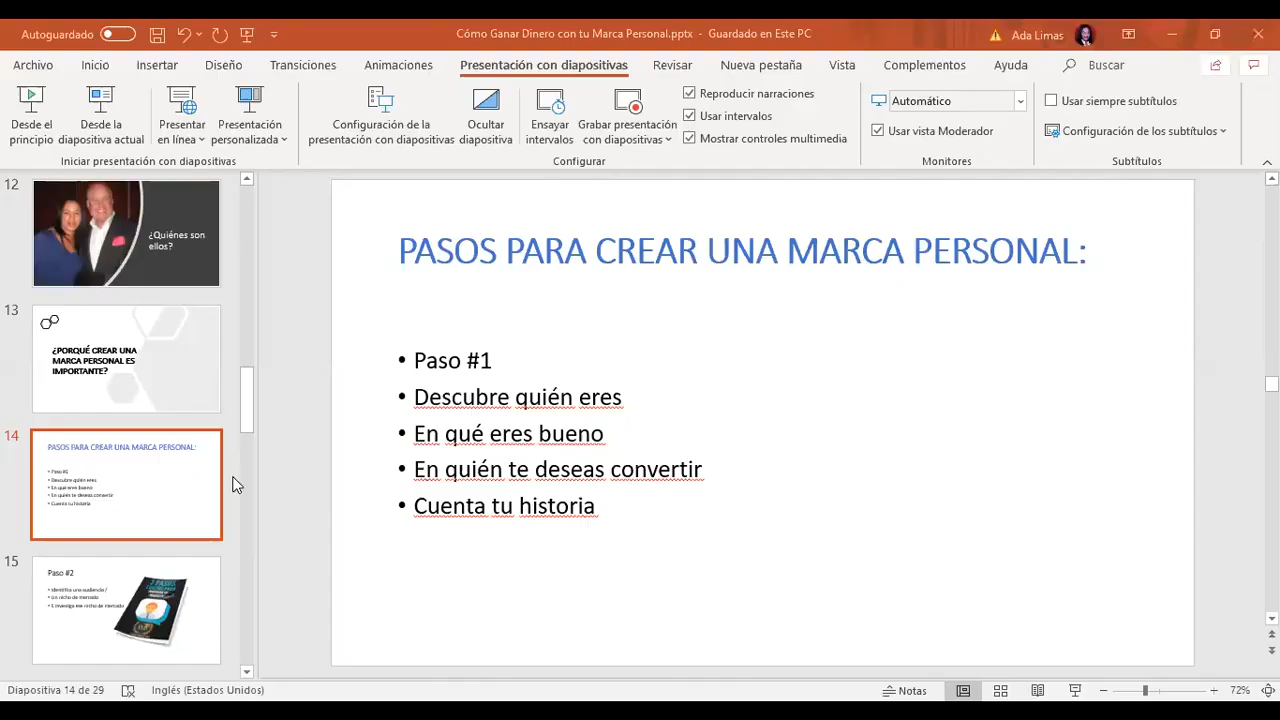 Autoguardado
Cómo Ganar Dinero con tu Marca Personal.pptx - Guardado en Este PC
Ada Limas
Archivo Inicio Insertar Diseño Transiciones Animaciones Presentación con diapositivas Revisar Nueva pestaña Vista Complementos Ayuda Buscar
Desde el principio
Desde la diapositiva actual
Presentar en línea
Presentación personalizada
Iniciar presentación con diapositivas
Configuración de la presentación con diapositivas
Ocultar diapositiva
Ensayar intervalos
Grabar presentación con diapositivas
Reproducir narraciones
Usar intervalos
Mostrar controles multimedia
Configurar
Automático
Usar vista Moderador
Monitores
Usar siempre subtítulos
Configuración de los subtítulos
Subtítulos
12
¿Quiénes son
ellos?
13
¿PORQUÉ CREAR UNA
MARCA PERSONAL ES
IMPORTANTE?
14
PASOS PARA CREAR UNA MARCA PERSONAL:
• Paso #1
• Descubre quién eres
• En qué eres bueno
• En quién te deseas convertir
• Cuenta tu historia
15
Paso #2
• Identifica una audiencia /
• Un nicho de mercado
• E investiga ese nicho de mercado
PASOS PARA CREAR UNA MARCA PERSONAL:
• Paso #1
• Descubre quién eres
• En qué eres bueno
• En quién te deseas convertir
• Cuenta tu historia
Diapositiva 14 de 29
Inglés (Estados Unidos)
Notas
72%